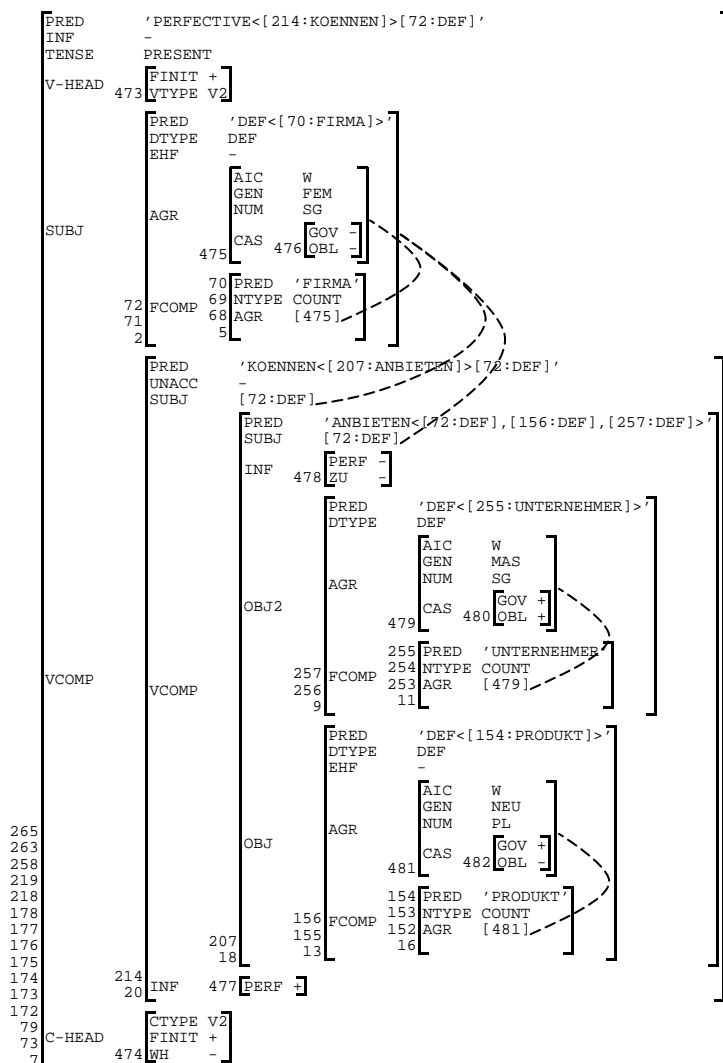 PRED 'PERFECTIVE<[214:KOENNEN]>[72:DEF]'
INF -
TENSE PRESENT
FINIT +
V-HEAD
473 VTYPE V2
PRED 'DEF<[70:FIRMA]>'
DTYPE DEF
EHF -
AIC W
GEN FEM
NUM SG
AGR
GOV -
SUBJ
CAS 476 OBL -
475
70 PRED 'FIRMA'
69 NTYPE COUNT
72 FCOMP 68 AGR [475]
71 5
2
PRED 'KOENNEN<[207:ANBIETEN]>[72:DEF]'
UNACC -
SUBJ [72:DEF]
PRED 'ANBIETEN<[72:DEF],[156:DEF],[257:DEF]>'
SUBJ [72:DEF]
PERF -
INF
478 ZU -
PRED 'DEF<[255:UNTERNEHMER]>'
DTYPE DEF
AIC W
GEN MAS
NUM SG
AGR
GOV +
OBJ2
CAS 480 OBL +
479
255 PRED 'UNTERNEHMER
254 NTYPE COUNT
257 FCOMP 253 AGR [479]
VCOMP VCOMP
256 11
9
PRED 'DEF<[154:PRODUKT]>'
DTYPE DEF
EHF -
AIC W
GEN NEU
NUM PL
265 AGR
263 OBJ GOV +
258 CAS 482 OBL -
219 481
218 154 PRED 'PRODUKT'
178 156 FCOMP 153 NTYPE COUNT
177 155 152 AGR [481]
176 207 13 16
175 18
174 214
173 20 INF 477 PERF +
172
79 CTYPE V2
73 C-HEAD FINIT +
7 474 WH -